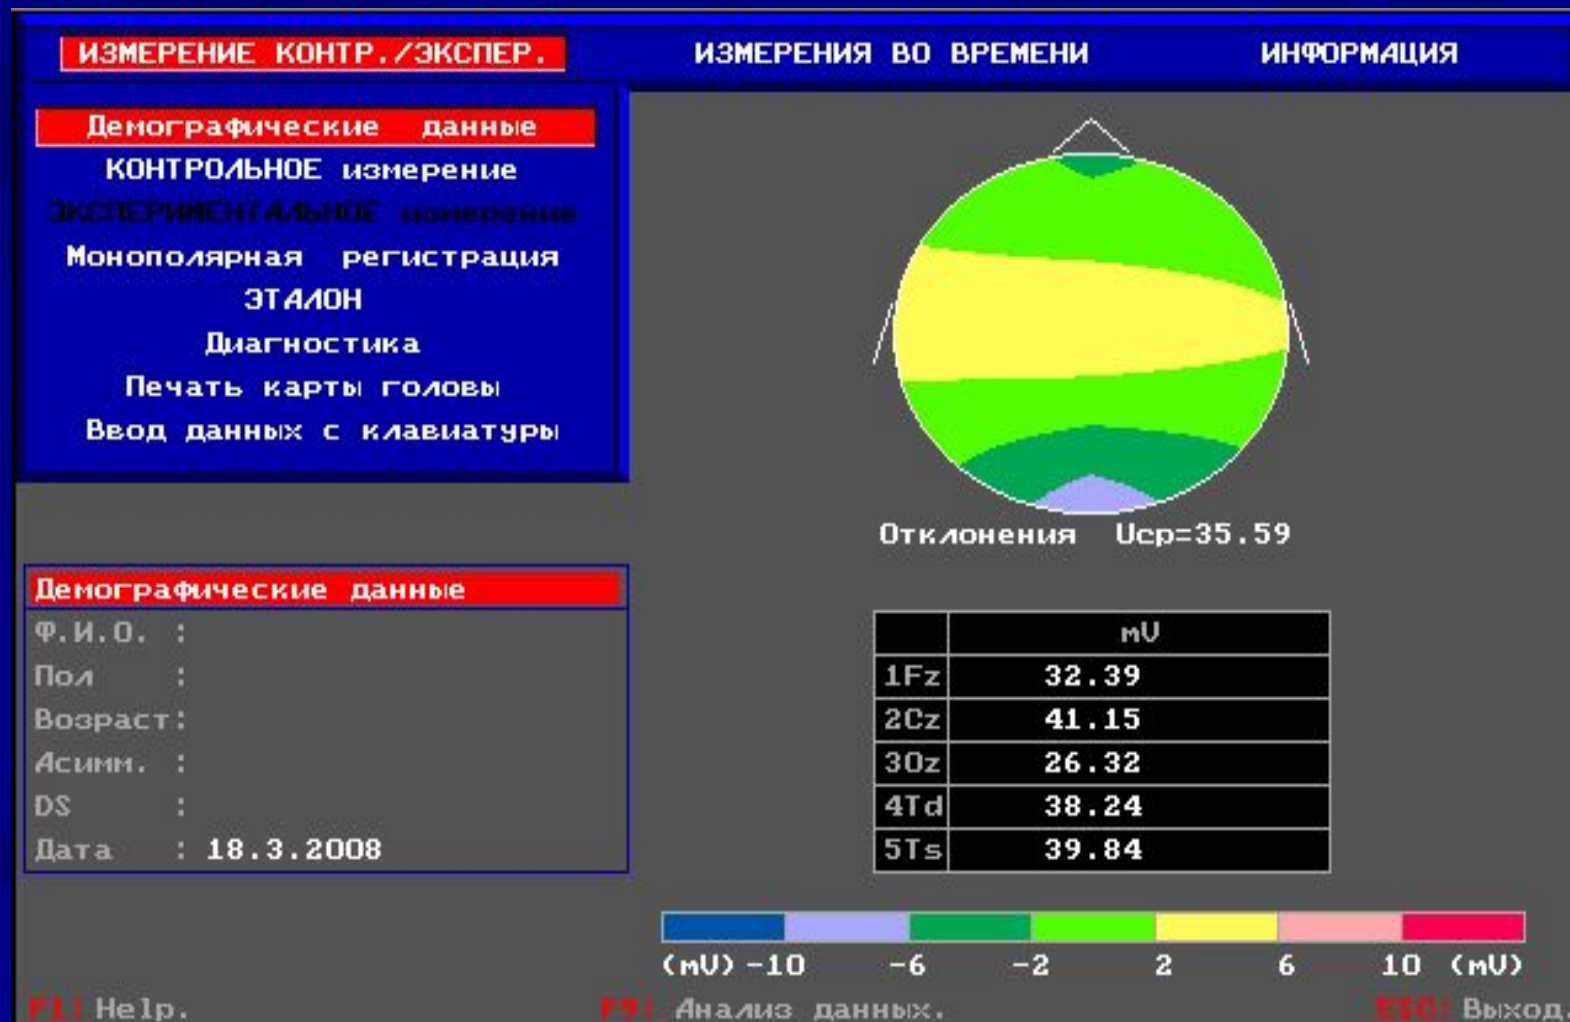 ИЗМЕРЕНИЕ КОНТР./ЭКСПЕР. ИЗМЕРЕНИЯ ВО ВРЕМЕНИ ИНФОРМАЦИЯ
Демографические данные
КОНТРОЛЬНОЕ измерение
ЭКСПЕРИМЕНТАЛЬНОЕ измерение
Монополярная регистрация
ЭТАЛОН
Диагностика
Печать карты головы
Ввод данных с клавиатуры
Отклонения Uср=35.59
Демографические данные
Ф.И.О. :
Пол :
Возраст:
Асимм. :
DS :
Дата : 18.3.2008
mV
1Fz 32.39
2Cz 41.15
3Oz 26.32
4Td 38.24
5Ts 39.84
(mV) -10 -6 -2 2 6 10 (mV)
F1| Help. F9| Анализ данных. ESC| Выход.